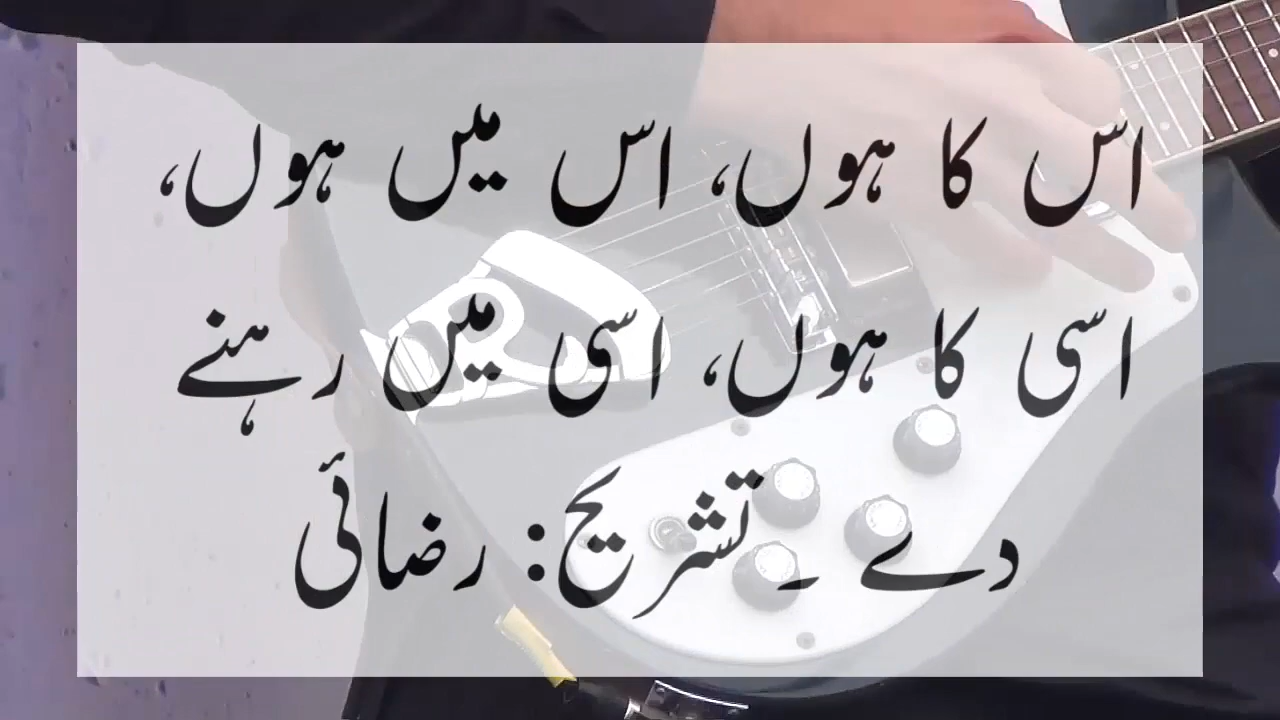 اس کا ہوں، اس میں ہوں،
اسی کا ہوں، اسی میں رہنے
دے ۔ تشریح: رضائی